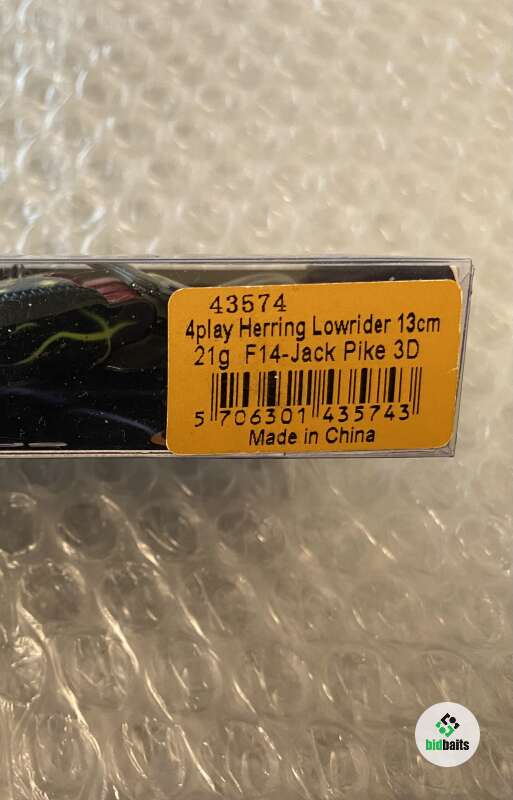 43574
4play Herring Lowrider 13cm
21g F14-Jack Pike 3D
5 706301 435743
Made in China
bidbaits